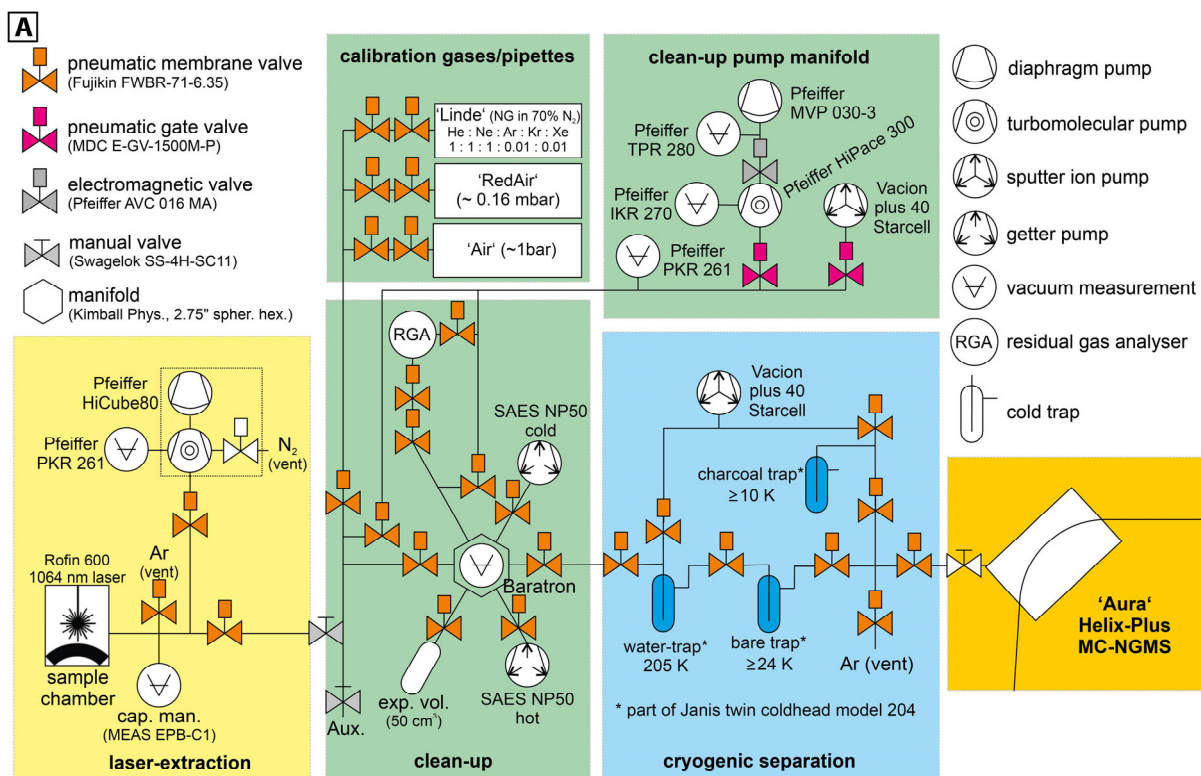 A
pneumatic membrane valve
(Fujikin FWBR-71-6.35)
pneumatic gate valve
(MDC E-GV-1500M-P)
electromagnetic valve
(Pfeiffer AVC 016 MA)
manual valve
(Swagelok SS-4H-SC11)
manifold
(Kimball Phys., 2.75" spher. hex.)
calibration gases/pipettes
‘Linde‘ (NG in 70% N₂)
He : Ne : Ar : Kr : Xe
1 : 1 : 1 : 0.01 : 0.01
‘RedAir‘
(~ 0.16 mbar)
‘Air‘ (~1bar)
clean-up pump manifold
Pfeiffer
MVP 030-3
Pfeiffer
TPR 280
Pfeiffer HiPace 300
Pfeiffer
IKR 270
Vacion
plus 40
Starcell
Pfeiffer
PKR 261
diaphragm pump
turbomolecular pump
sputter ion pump
getter pump
vacuum measurement
RGA
residual gas analyser
cold trap
Pfeiffer
HiCube80
Pfeiffer
PKR 261
N₂
(vent)
Rofin 600
1064 nm laser
Ar
(vent)
sample
chamber
cap. man.
(MEAS EPB-C1)
laser-extraction
RGA
SAES NP50
cold
Baratron
exp. vol.
(50 cm³)
SAES NP50
hot
Aux.
clean-up
Vacion
plus 40
Starcell
charcoal trap*
≥10 K
water-trap*
205 K
bare trap*
≥24 K
Ar (vent)
* part of Janis twin coldhead model 204
cryogenic separation
‘Aura‘
Helix-Plus
MC-NGMS